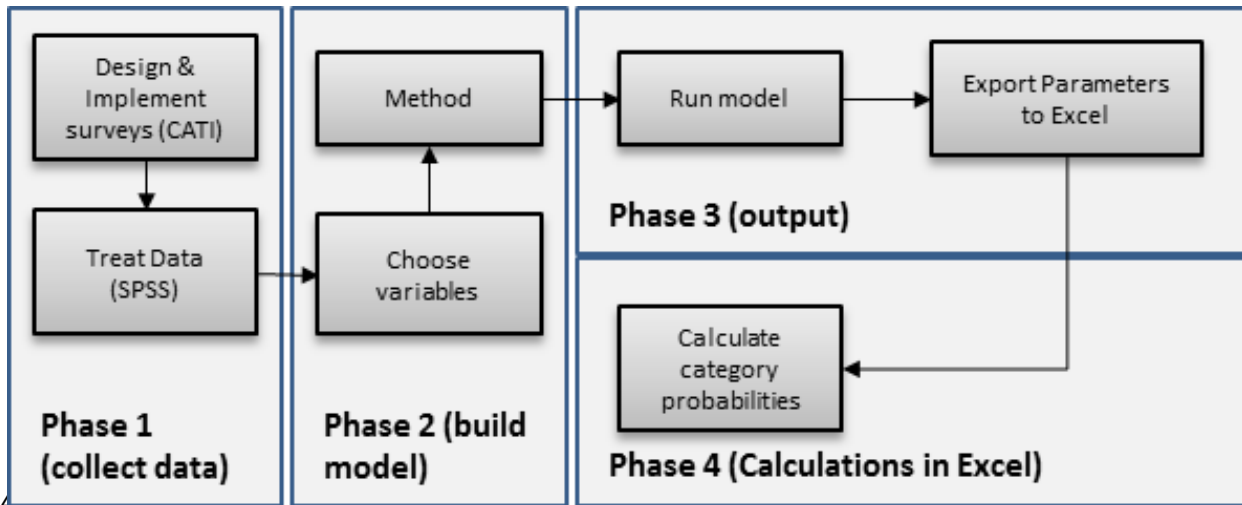 Design &
Implement
surveys (CATI)
Treat Data
(SPSS)
Phase 1
(collect data)
Method
Choose
variables
Phase 2 (build
model)
Run model
Export Parameters
to Excel
Phase 3 (output)
Calculate
category
probabilities
Phase 4 (Calculations in Excel)